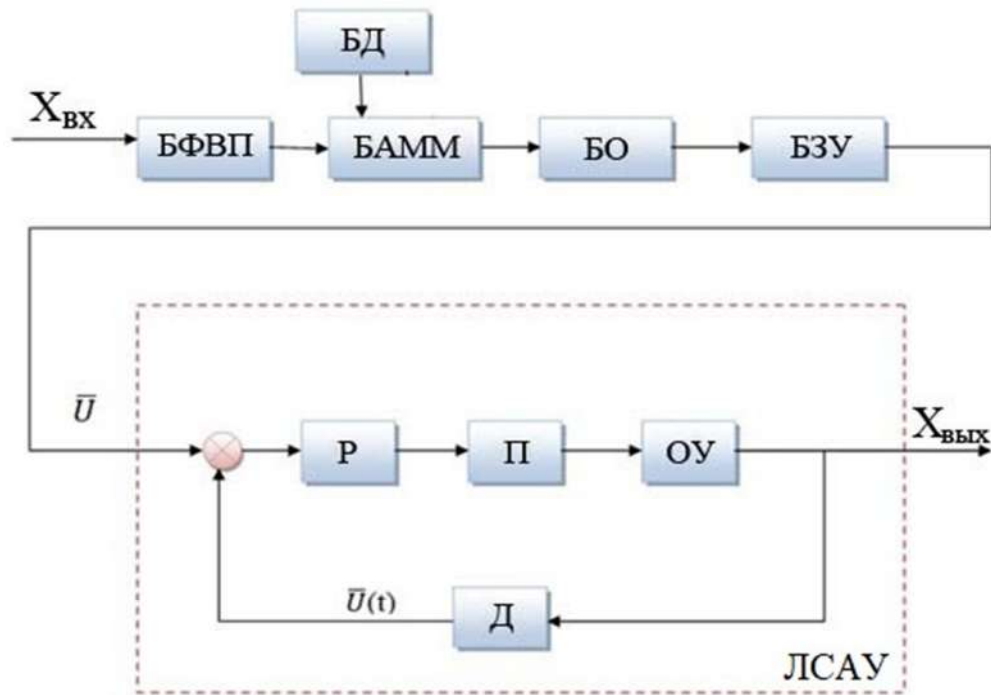 БД
Xвх
БФВП
БАММ
БО
БЗУ
U̅
Р
П
ОУ
Xвых
U̅(t)
Д
ЛСАУ